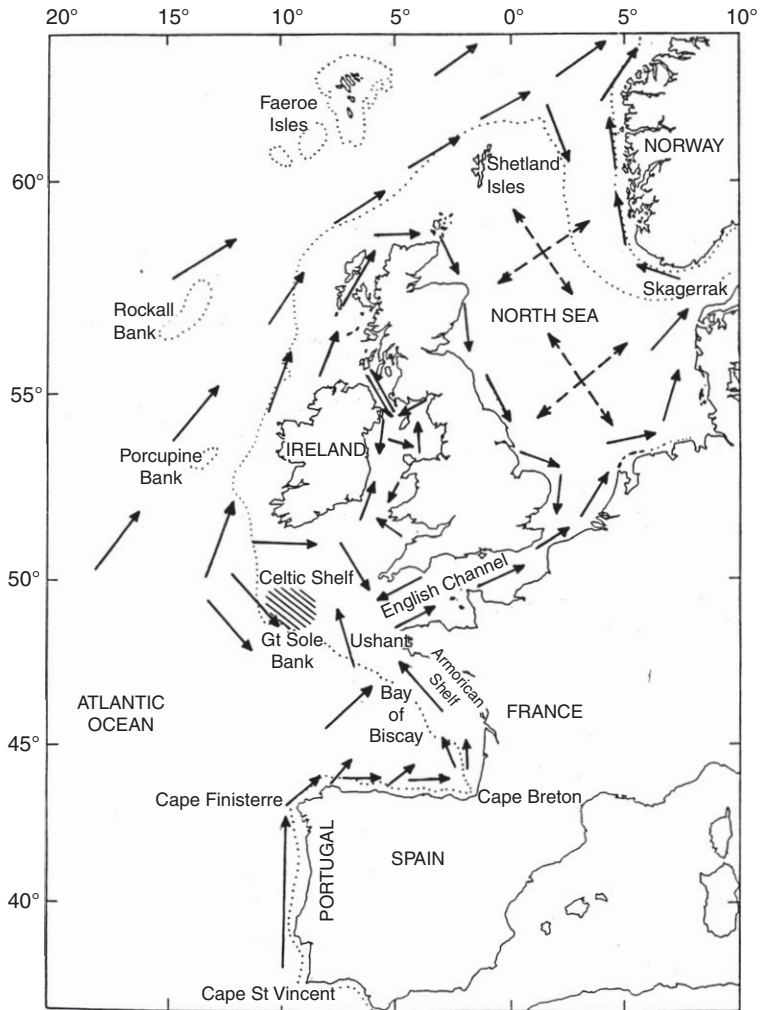 20° 15° 10° 5° 0° 5° 10°
Faeroe
Isles
NORWAY
Shetland
Isles
60°
Skagerrak
Rockall
Bank
NORTH SEA
55°
IRELAND
Porcupine
Bank
50°
Celtic Shelf
English Channel
Gt Sole
Bank
Ushant
Armorican
Shelf
ATLANTIC
OCEAN
Bay
of
Biscay
FRANCE
45°
Cape Finisterre
Cape Breton
PORTUGAL
SPAIN
40°
Cape St Vincent